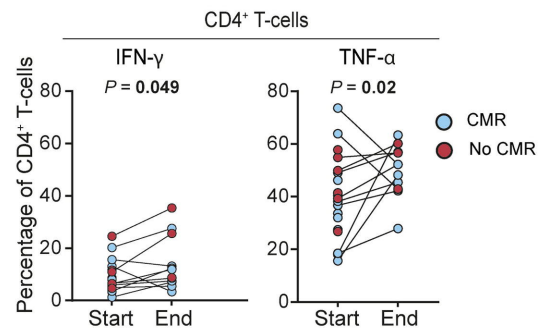 CD4⁺ T-cells
IFN-γ
TNF-α
P = 0.049
P = 0.02
Percentage of CD4⁺ T-cells
80
60
40
20
0
Start
End
80
60
40
20
0
Start
End
CMR
No CMR